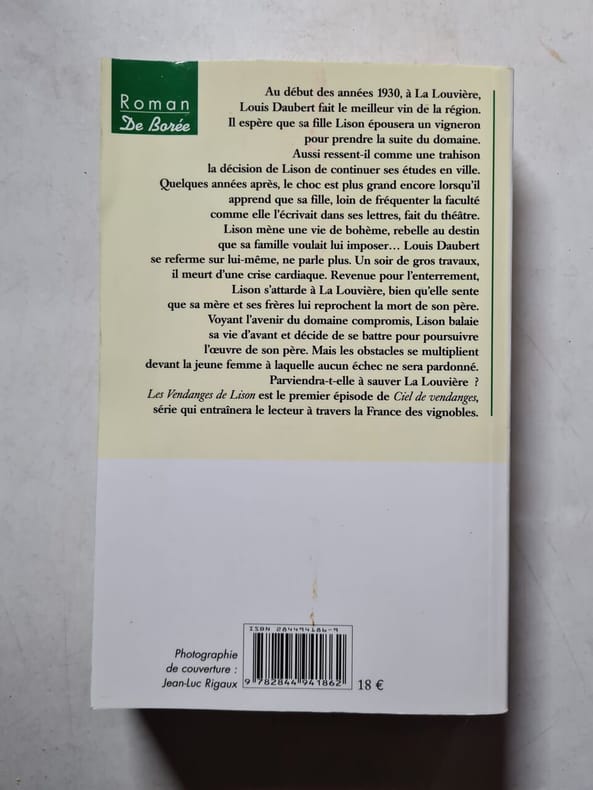 Roman
De Borée
Au début des années 1930, à La Louvière,
Louis Daubert fait le meilleur vin de la région.
Il espère que sa fille Lison épousera un vigneron
pour prendre la suite du domaine.
Aussi ressent-il comme une trahison
la décision de Lison de continuer ses études en ville.
Quelques années après, le choc est plus grand encore lorsqu'il
apprend que sa fille, loin de fréquenter la faculté
comme elle l'écrivait dans ses lettres, fait du théâtre.
Lison mène une vie de bohème, rebelle au destin
que sa famille voulait lui imposer... Louis Daubert
se referme sur lui-même, ne parle plus. Un soir de gros travaux,
il meurt d'une crise cardiaque. Revenue pour l'enterrement,
Lison s'attarde à La Louvière, bien qu'elle sente
que sa mère et ses frères lui reprochent la mort de son père.
Voyant l'avenir du domaine compromis, Lison balaie
sa vie d'avant et décide de se battre pour poursuivre
l'œuvre de son père. Mais les obstacles se multiplient
devant la jeune femme à laquelle aucun échec ne sera pardonné.
Parviendra-t-elle à sauver La Louvière ?
Les Vendanges de Lison est le premier épisode de Ciel de vendanges,
série qui entraînera le lecteur à travers la France des vignobles.
ISBN 284494186-9
Photographie
de couverture :
Jean-Luc Rigaux
9 782844 941862
18 €